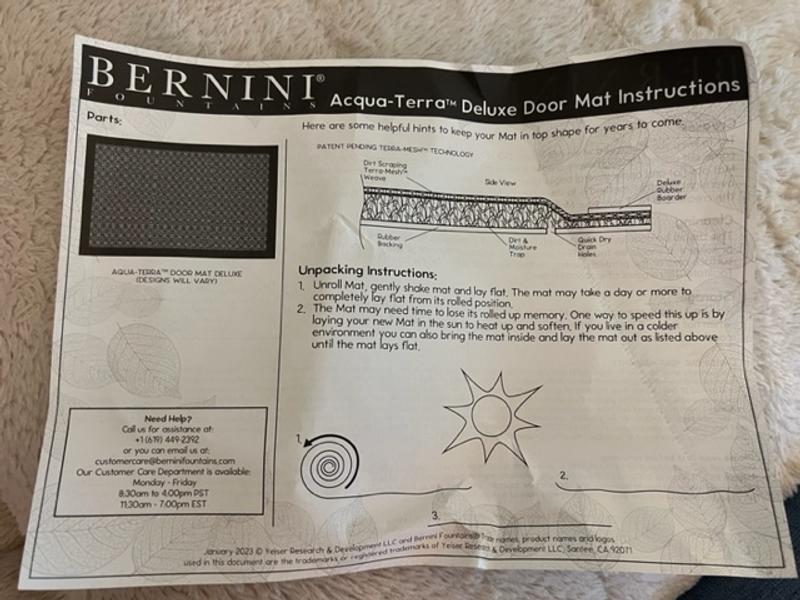 BERNINI®
FOUNTAINS
Acqua-Terra™ Deluxe Door Mat Instructions
Parts:
AQUA-TERRA™ DOOR MAT DELUXE
(DESIGNS WILL VARY)
Need Help?
Call us for assistance at:
+1 (619) 449-2392
or you can email us at:
customercare@berninifountains.com
Our Customer Care Department is available:
Monday - Friday
8:30am to 4:00pm PST
11:30am - 7:00pm EST
Here are some helpful hints to keep your Mat in top shape for years to come.
PATENT PENDING TERRA-MESH™ TECHNOLOGY
Dirt Scraping
Terra-Mesh™
Weave
Side View
Deluxe
Rubber
Boarder
Rubber
Backing
Dirt &
Moisture
Trap
Quick Dry
Drain
Holes
Unpacking Instructions:
1. Unroll Mat, gently shake mat and lay flat. The mat may take a day or more to
completely lay flat from its rolled position.
2. The Mat may need time to lose its rolled up memory. One way to speed this up is by
laying your new Mat in the sun to heat up and soften. If you live in a colder
environment you can also bring the mat inside and lay the mat out as listed above
until the mat lays flat.
1.
2.
3.
January 2023 © Yeiser Research & Development LLC and Bernini Fountains® Trade names, product names and logos
used in this document are the trademarks or registered trademarks of Yeiser Research & Development LLC, Santee, CA 92071